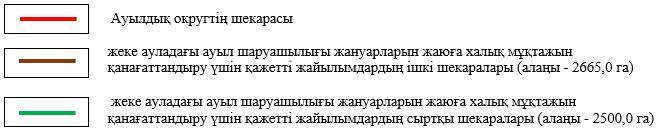 Ауылдық округтің шекарасы
жеке ауладағы ауыл шаруашылығы жануарларын жаюға халық мұқтажын
қанағаттандыру үшін қажетті жайылымдардың ішкі шекаралары (алаңы - 2665,0 га)
жеке ауладағы ауыл шаруашылығы жануарларын жаюға халық мұқтажын
қанағаттандыру үшін қажетті жайылымдардың сыртқы шекаралары (алаңы - 2500,0 га)